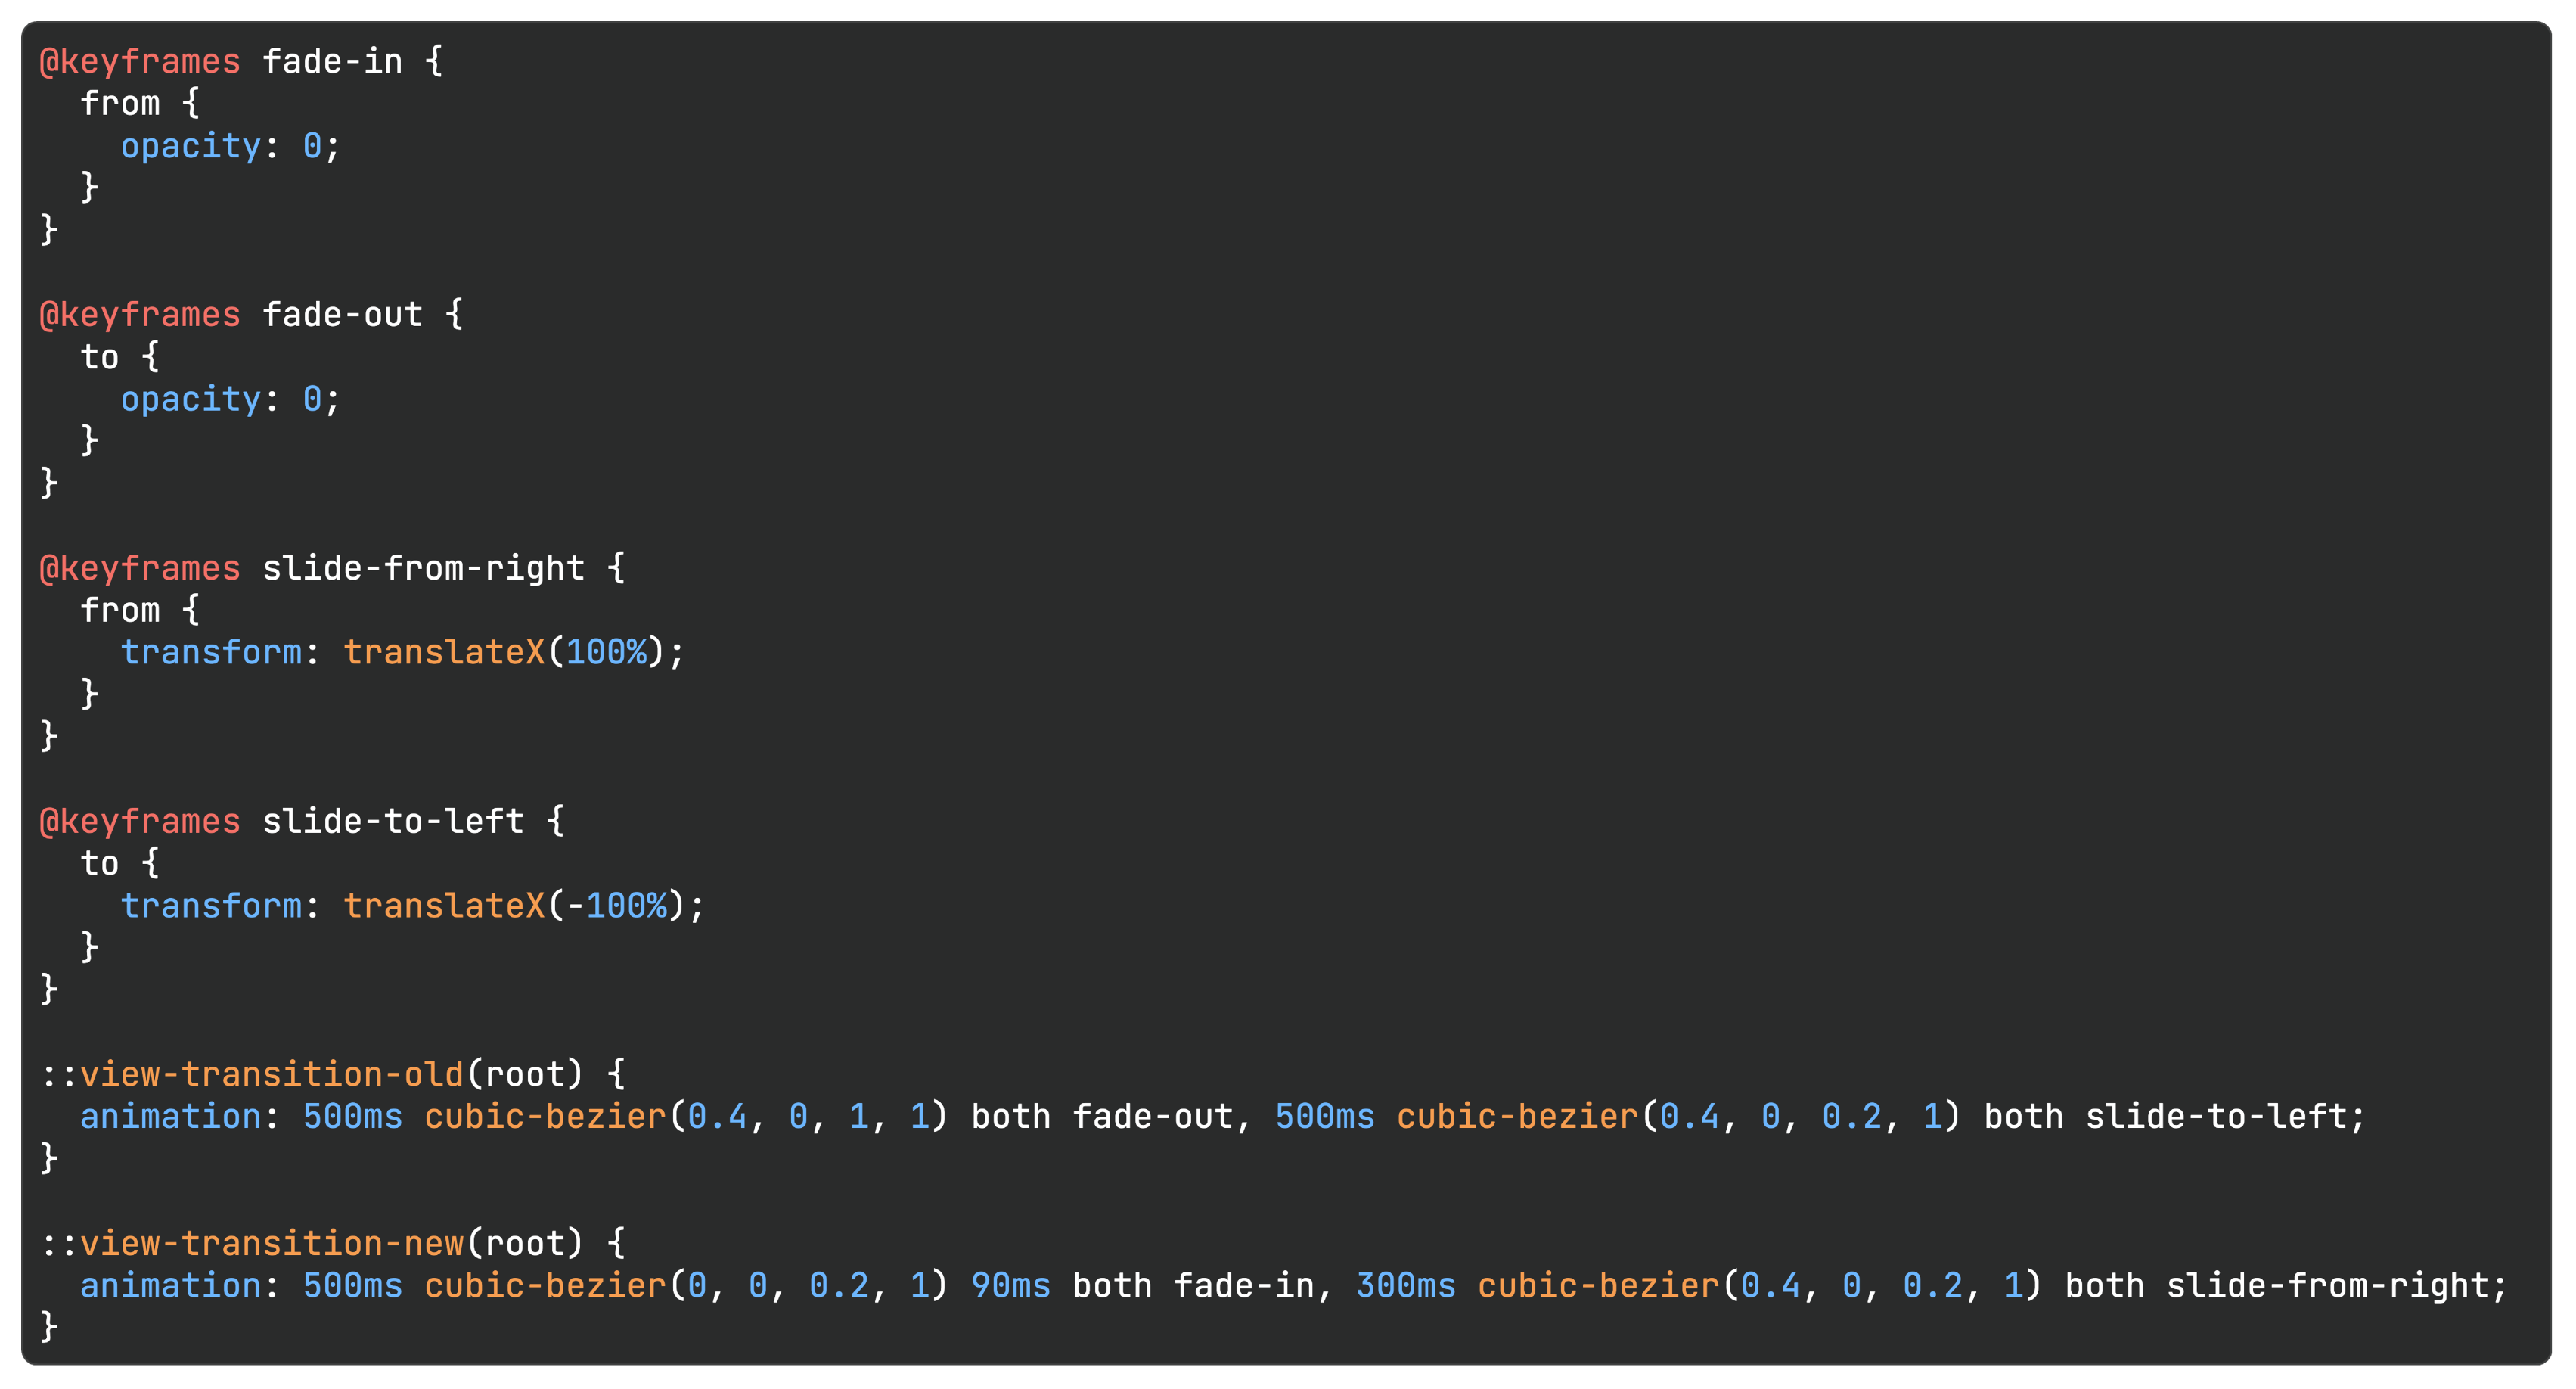 @keyframes fade-in {
  from {
    opacity: 0;
  }
}

@keyframes fade-out {
  to {
    opacity: 0;
  }
}

@keyframes slide-from-right {
  from {
    transform: translateX(100%);
  }
}

@keyframes slide-to-left {
  to {
    transform: translateX(-100%);
  }
}

::view-transition-old(root) {
  animation: 500ms cubic-bezier(0.4, 0, 1, 1) both fade-out, 500ms cubic-bezier(0.4, 0, 0.2, 1) both slide-to-left;
}

::view-transition-new(root) {
  animation: 500ms cubic-bezier(0, 0, 0.2, 1) 90ms both fade-in, 300ms cubic-bezier(0.4, 0, 0.2, 1) both slide-from-right;
}